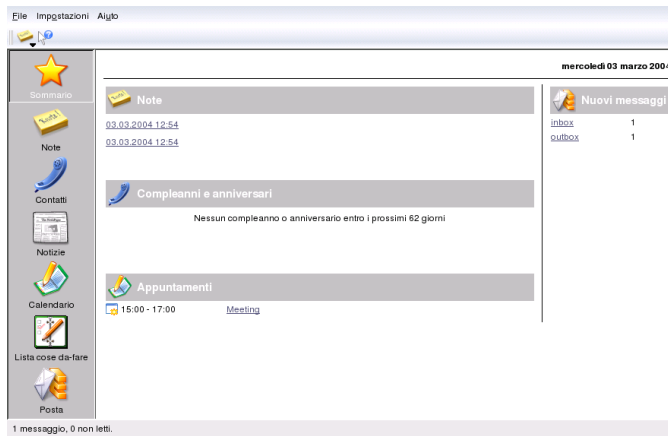 File Impostazioni Aiuto
mercoledì 03 marzo 2004
Sommario
Note
Contatti
Notizie
Calendario
Lista cose da-fare
Posta
Note
03.03.2004 12:54
03.03.2004 12:54
Compleanni e anniversari
Nessun compleanno o anniversario entro i prossimi 62 giorni
Appuntamenti
15:00 - 17:00 Meeting
Nuovi messaggi
inbox 1
outbox 1
1 messaggio, 0 non letti.